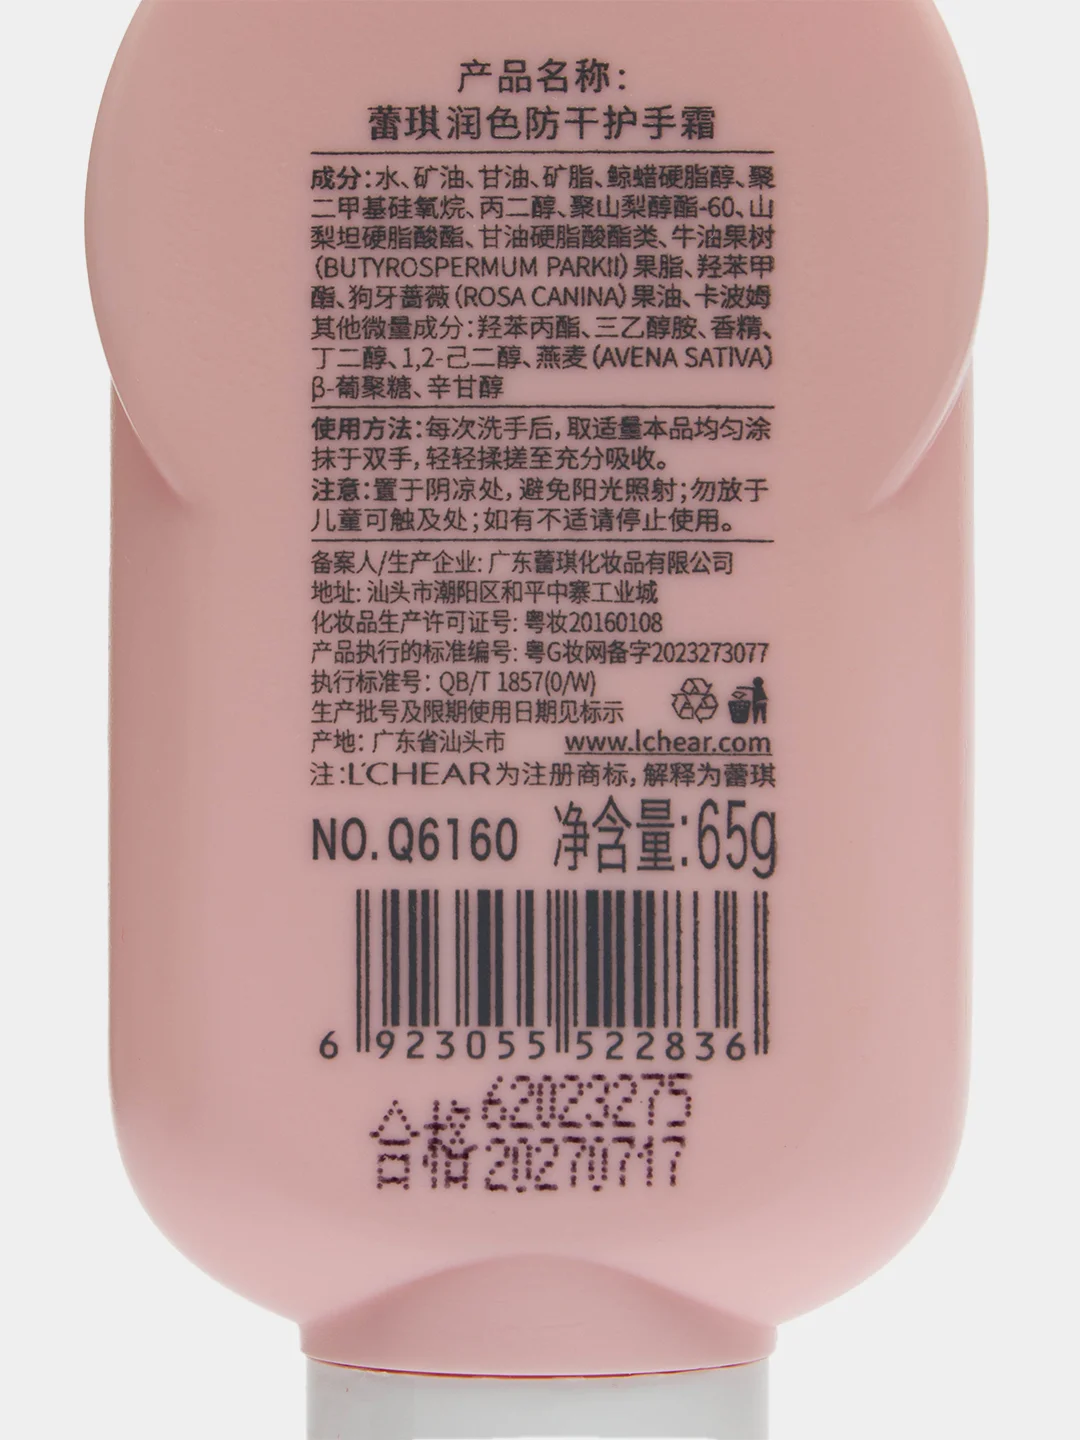 产品名称：
蕾琪润色防干护手霜
成分：水、矿油、甘油、矿脂、鲸蜡硬脂醇、聚
二甲基硅氧烷、丙二醇、聚山梨醇酯-60、山
梨坦硬脂酸酯、甘油硬脂酸酯类、牛油果树
（BUTYROSPERMUM PARKII）果脂、羟苯甲
酯、狗牙蔷薇（ROSA CANINA）果油、卡波姆
其他微量成分：羟苯丙酯、三乙醇胺、香精、
丁二醇、1,2-己二醇、燕麦（AVENA SATIVA）
β-葡聚糖、辛甘醇
使用方法：每次洗手后，取适量本品均匀涂
抹于双手，轻轻揉搓至充分吸收。
注意：置于阴凉处，避免阳光照射；勿放于
儿童可触及处；如有不适请停止使用。
备案人/生产企业：广东蕾琪化妆品有限公司
地址：汕头市潮阳区和平中寨工业城
化妆品生产许可证号：粤妆20160108
产品执行的标准编号：粤G妆网备字2023273077
执行标准号：QB/T 1857(O/W)
生产批号及限期使用日期见标示
产地：广东省汕头市 www.lchear.com
注：L'CHEAR为注册商标，解释为蕾琪
NO.Q6160 净含量：65g
6 923055 522836
合格 62023275
20270717